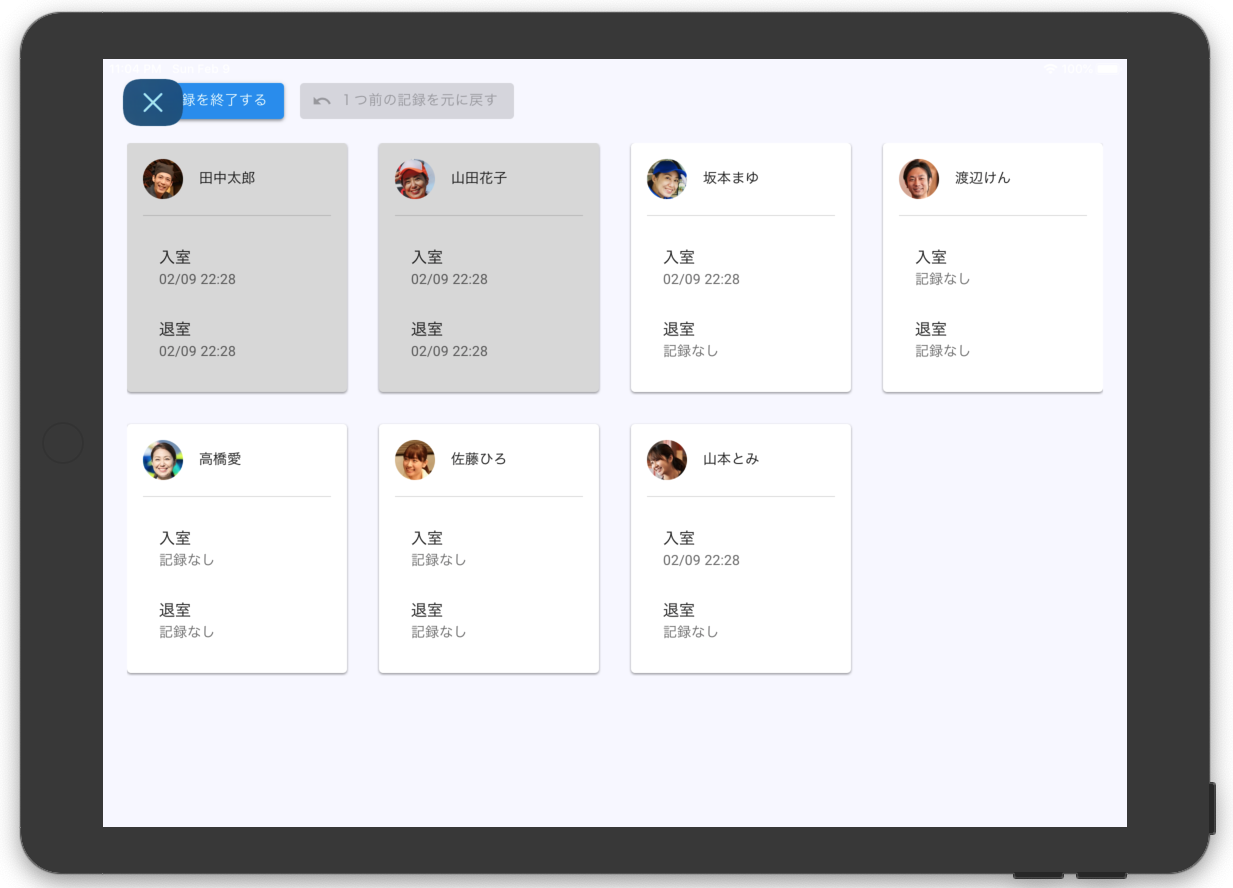 録を終了する
1つ前の記録を元に戻す
田中太郎
入室
02/09 22:28
退室
02/09 22:28
山田花子
入室
02/09 22:28
退室
02/09 22:28
坂本まゆ
入室
02/09 22:28
退室
記録なし
渡辺けん
入室
記録なし
退室
記録なし
高橋愛
入室
記録なし
退室
記録なし
佐藤ひろ
入室
記録なし
退室
記録なし
山本とみ
入室
02/09 22:28
退室
記録なし